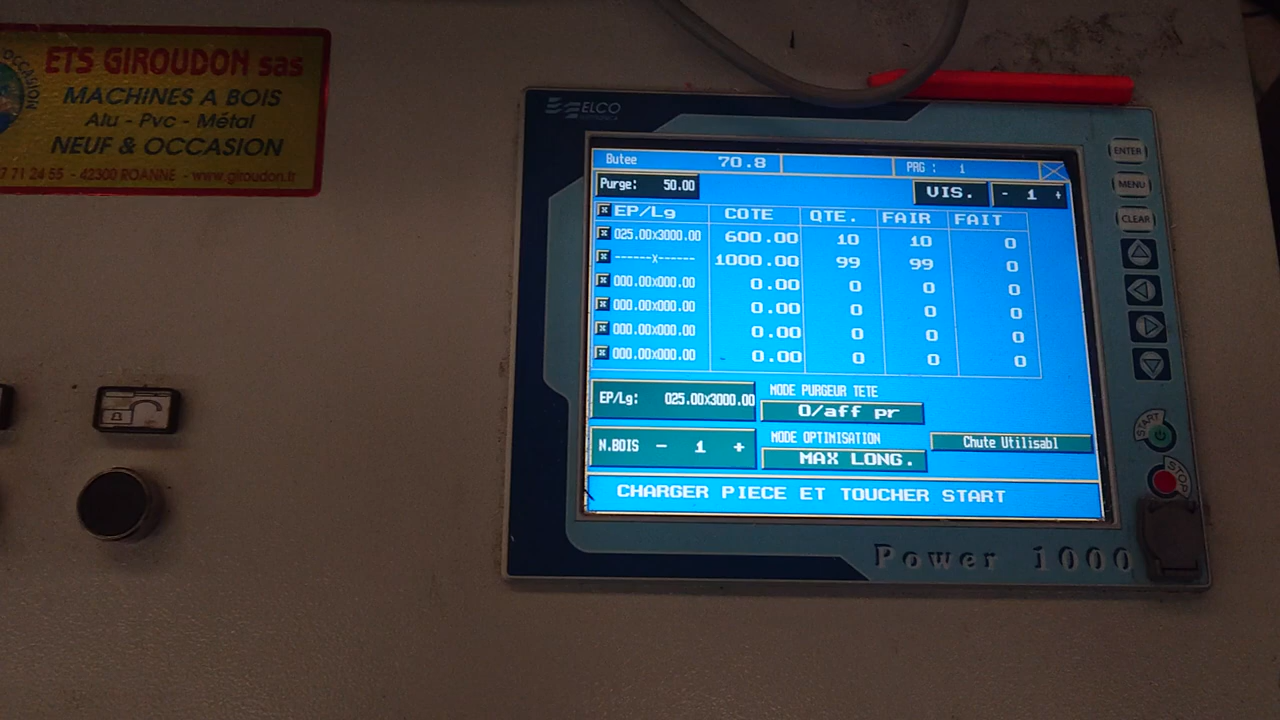 OCCASION
ETS GIROUDON sas
MACHINES A BOIS
Alu - Pvc - Métal
NEUF & OCCASION
7 71 24 55 - 42300 ROANNE - www.giroudon.fr
ELCO
Butee 70.8 PRG : 1
Purge: 50.00 VIS. - 1 +
EP/Lg COTE QTE. FAIR FAIT
025.00x3000.00 600.00 10 10 0
------x------ 1000.00 99 99 0
000.00x000.00 0.00 0 0 0
000.00x000.00 0.00 0 0 0
000.00x000.00 0.00 0 0 0
000.00x000.00 0.00 0 0 0
EP/Lg: 025.00x3000.00
MODE PURGEUR TETE
O/aff pr
N.BOIS - 1 +
MODE OPTIMISATION
MAX LONG.
Chute Utilisabl
CHARGER PIECE ET TOUCHER START
ENTER
MENU
CLEAR
START
STOP
Power 1000